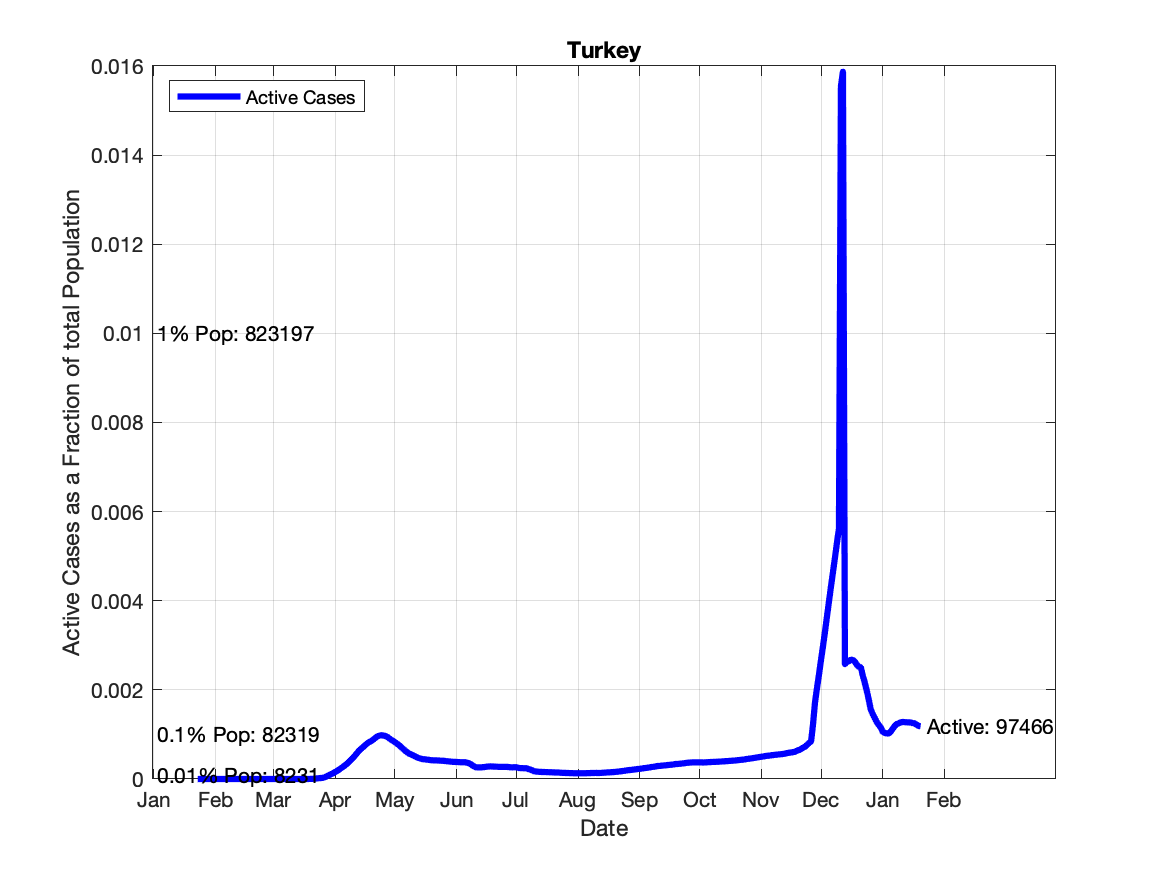 Turkey
Active Cases
Active Cases as a Fraction of total Population
0.016
0.014
0.012
0.01
0.008
0.006
0.004
0.002
0
1% Pop: 823197
0.1% Pop: 82319
0.01% Pop: 8231
Active: 97466
Jan Feb Mar Apr May Jun Jul Aug Sep Oct Nov Dec Jan Feb
Date